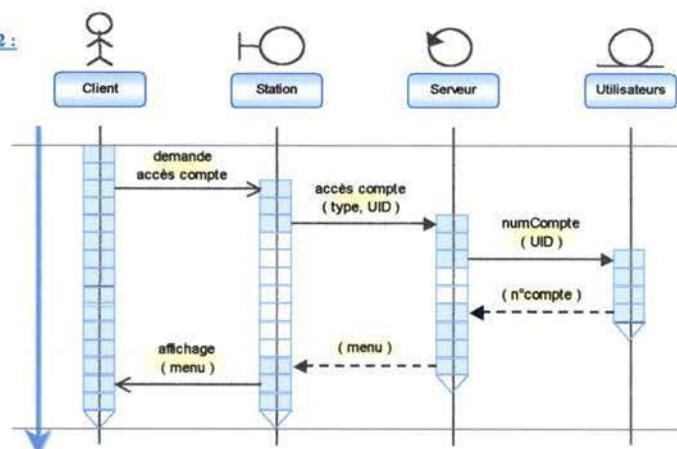 2 :
Client
Station
Serveur
Utilisateurs
demande
accès compte
accès compte
( type, UID )
numCompte
( UID )
( n°compte )
( menu )
affichage
( menu )